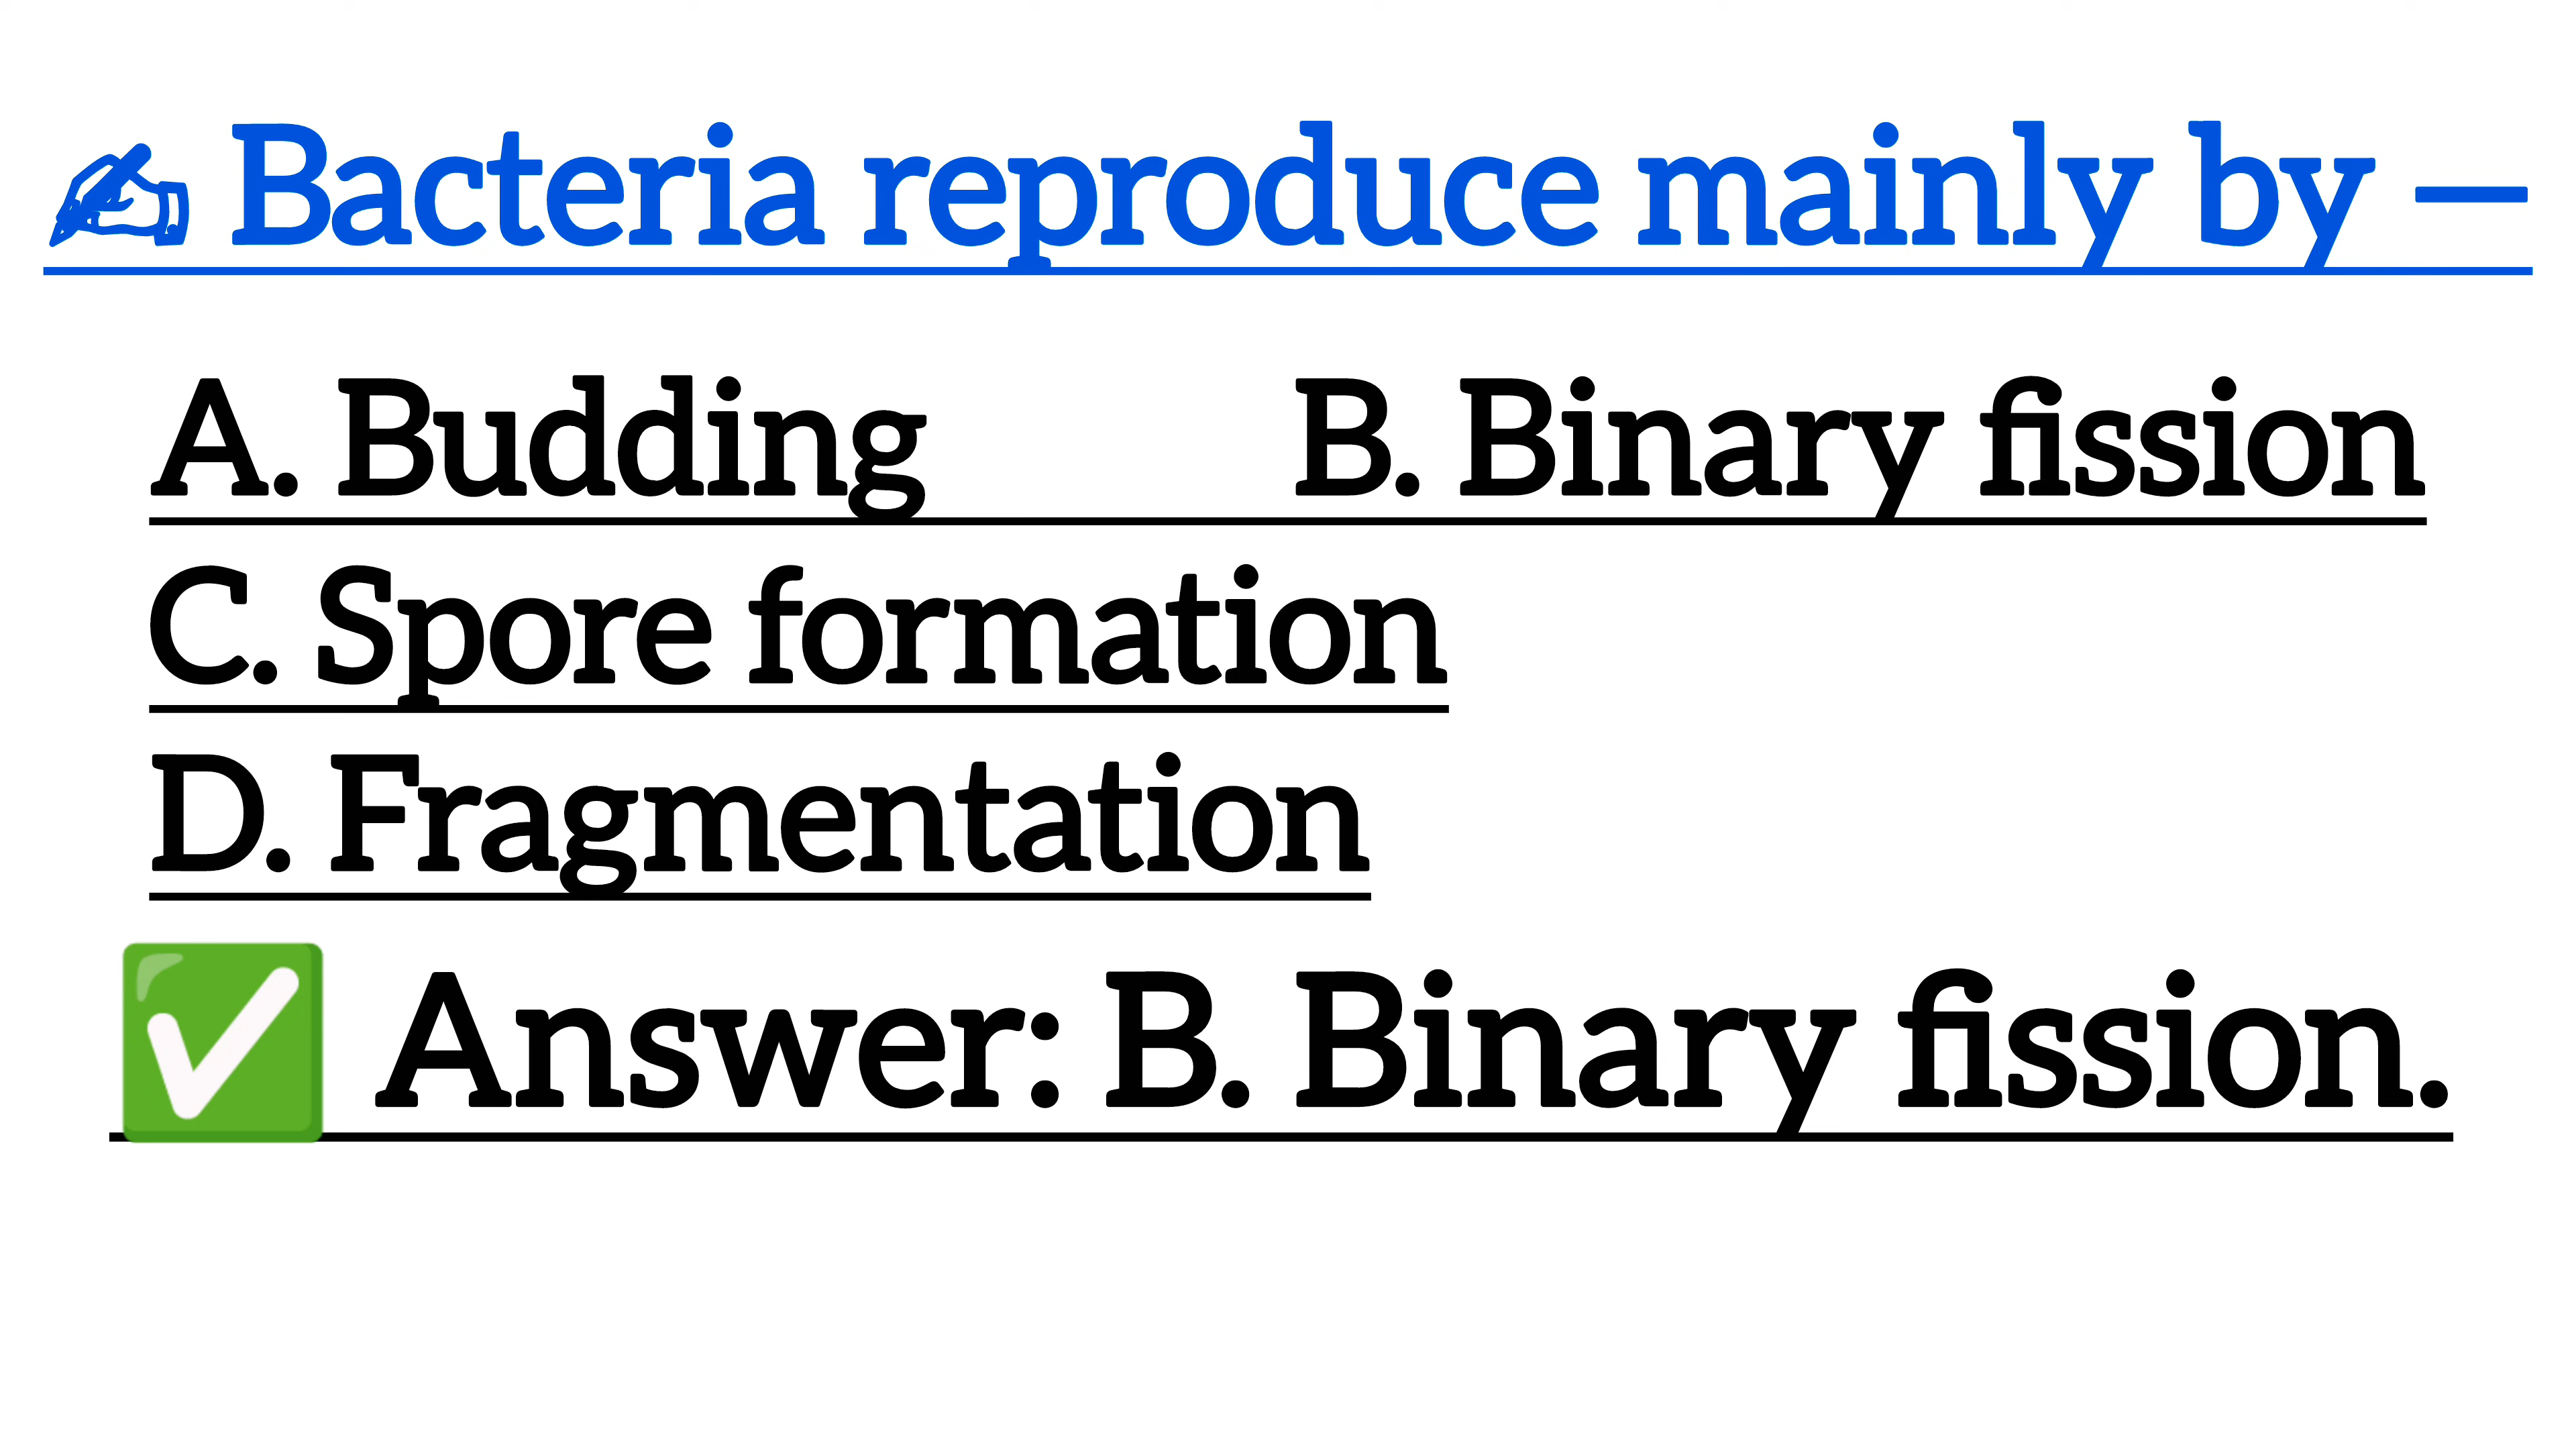 ✍ Bacteria reproduce mainly by —
A. Budding B. Binary fission
C. Spore formation
D. Fragmentation
✅ Answer: B. Binary fission.